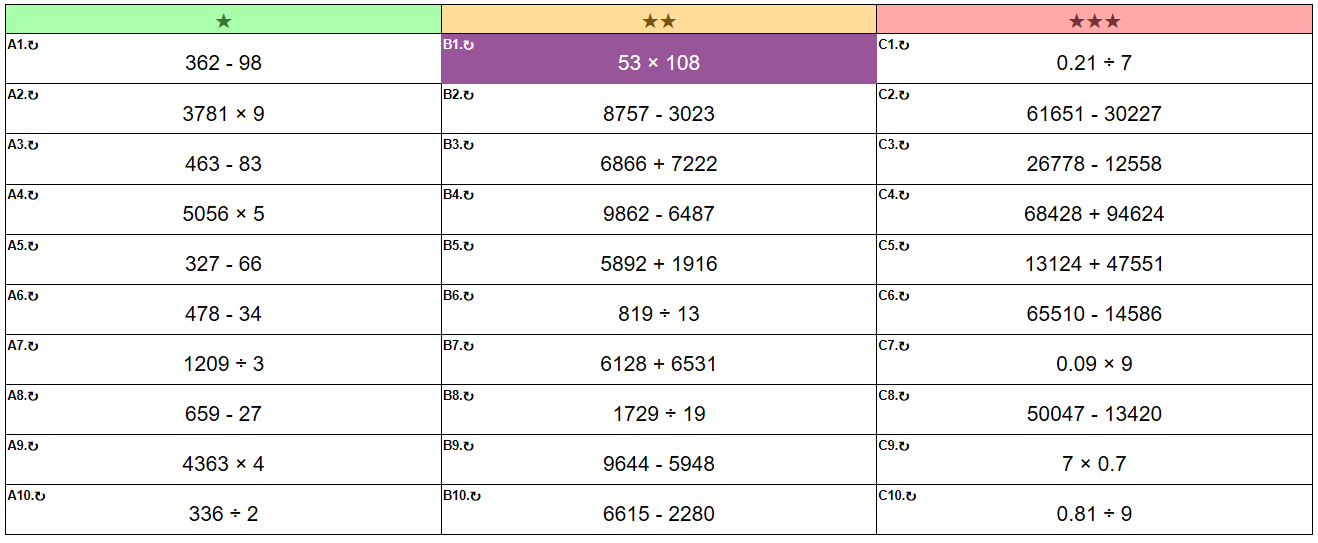 ★ ★★ ★★★
A1.↻ 362 - 98 B1.↻ 53 × 108 C1.↻ 0.21 ÷ 7
A2.↻ 3781 × 9 B2.↻ 8757 - 3023 C2.↻ 61651 - 30227
A3.↻ 463 - 83 B3.↻ 6866 + 7222 C3.↻ 26778 - 12558
A4.↻ 5056 × 5 B4.↻ 9862 - 6487 C4.↻ 68428 + 94624
A5.↻ 327 - 66 B5.↻ 5892 + 1916 C5.↻ 13124 + 47551
A6.↻ 478 - 34 B6.↻ 819 ÷ 13 C6.↻ 65510 - 14586
A7.↻ 1209 ÷ 3 B7.↻ 6128 + 6531 C7.↻ 0.09 × 9
A8.↻ 659 - 27 B8.↻ 1729 ÷ 19 C8.↻ 50047 - 13420
A9.↻ 4363 × 4 B9.↻ 9644 - 5948 C9.↻ 7 × 0.7
A10.↻ 336 ÷ 2 B10.↻ 6615 - 2280 C10.↻ 0.81 ÷ 9